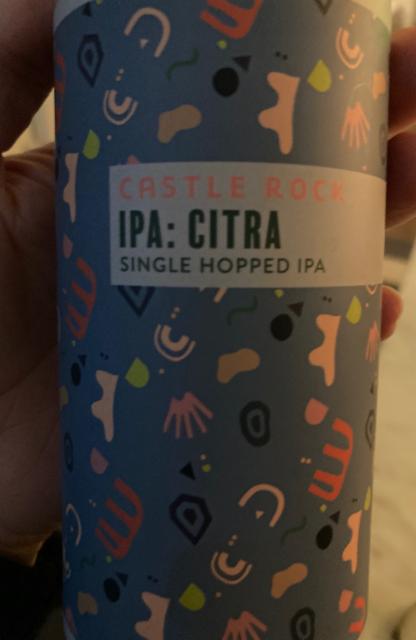 CASTLE ROCK
IPA: CITRA
SINGLE HOPPED IPA